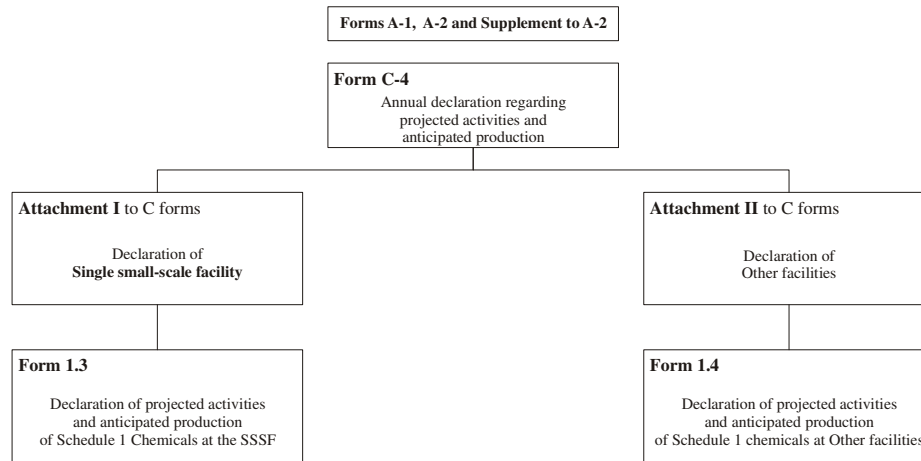 Forms A-1, A-2 and Supplement to A-2
Form C-4
Annual declaration regarding
projected activities and
anticipated production
Attachment I to C forms
Declaration of
Single small-scale facility
Attachment II to C forms
Declaration of
Other facilities
Form 1.3
Declaration of projected activities
and anticipated production
of Schedule 1 Chemicals at the SSSF
Form 1.4
Declaration of projected activities
and anticipated production
of Schedule 1 chemicals at Other facilities